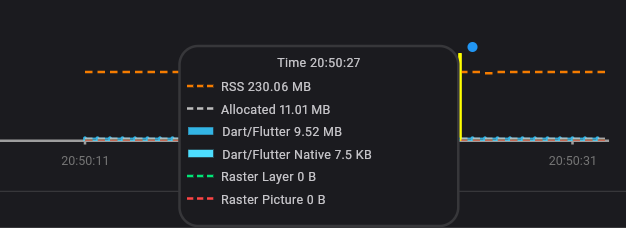 Time 20:50:27
RSS 230.06 MB
Allocated 11.01 MB
Dart/Flutter 9.52 MB
Dart/Flutter Native 7.5 KB
Raster Layer 0 B
Raster Picture 0 B
20:50:11
20:50:31